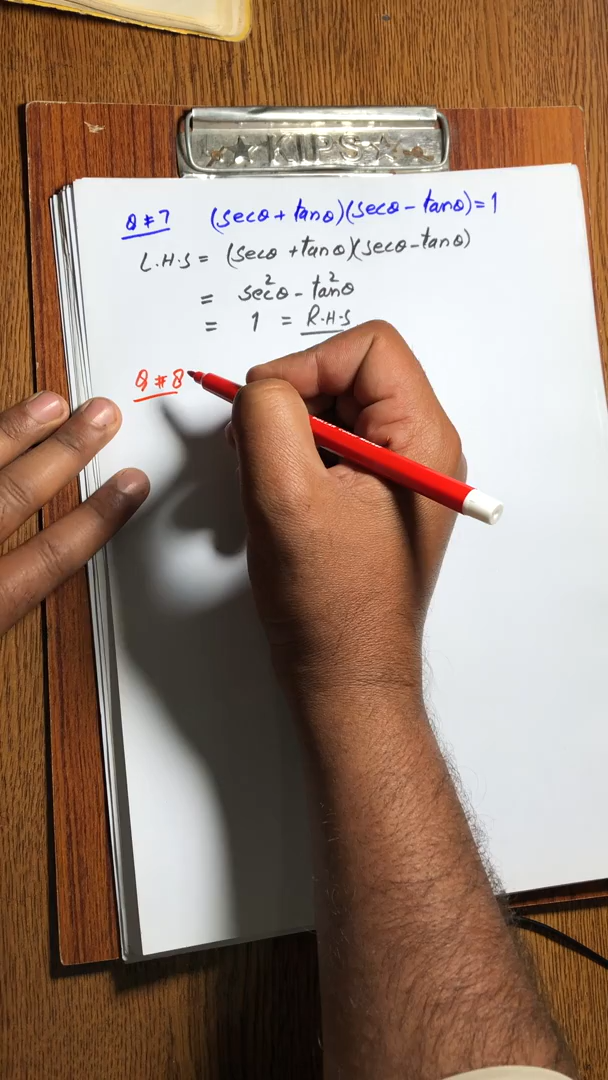 ★★KIPS★★
Q#7 (secθ + tanθ)(secθ - tanθ)=1
L.H.S = (secθ +tanθ)(secθ-tanθ)
= sec²θ - tan²θ
= 1 = R.H.S
Q#8